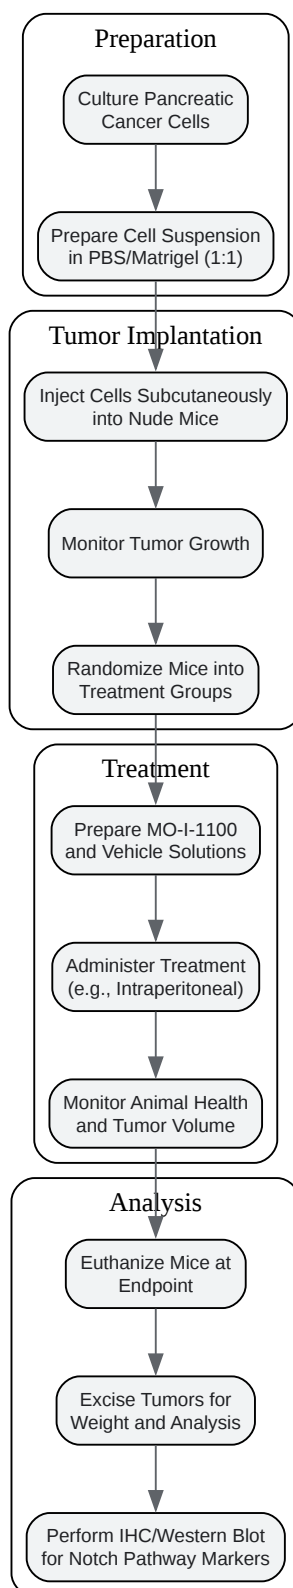 Preparation
Culture Pancreatic
Cancer Cells
Prepare Cell Suspension
in PBS/Matrigel (1:1)
Tumor Implantation
Inject Cells Subcutaneously
into Nude Mice
Monitor Tumor Growth
Randomize Mice into
Treatment Groups
Treatment
Prepare MO-I-1100
and Vehicle Solutions
Administer Treatment
(e.g., Intraperitoneal)
Monitor Animal Health
and Tumor Volume
Analysis
Euthanize Mice at
Endpoint
Excise Tumors for
Weight and Analysis
Perform IHC/Western Blot
for Notch Pathway Markers